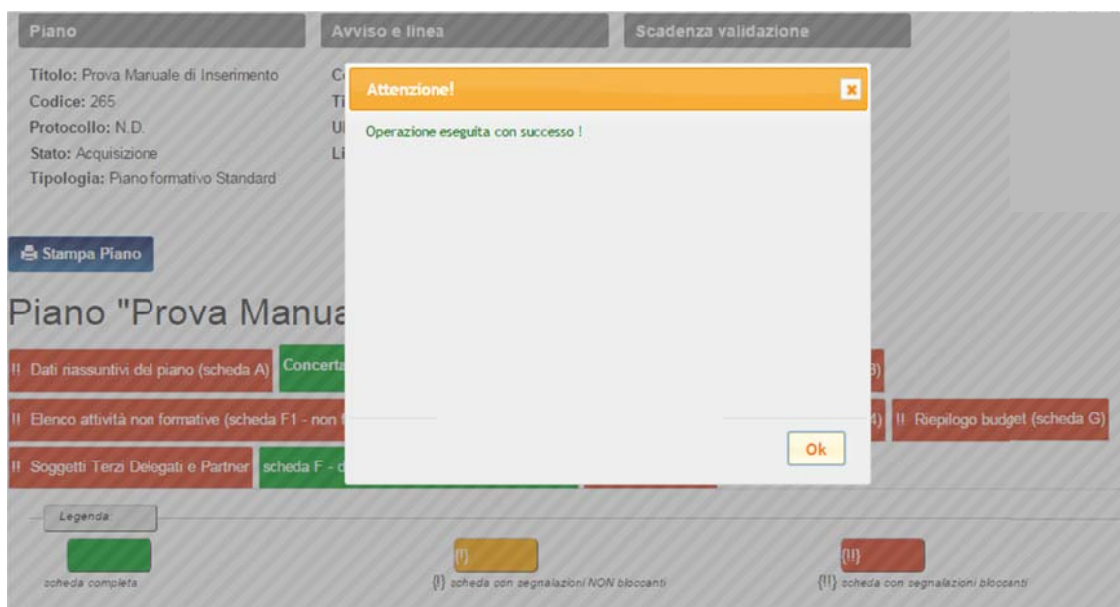 Piano Avviso e linea Scadenza validazione
Titolo: Prova Manuale di Inserimento
Codice: 265
Protocollo: N.D.
Stato: Acquisizione
Tipologia: Piano formativo Standard
Attenzione!
Operazione eseguita con successo !
Ok
Stampa Piano
Piano "Prova Manua
!! Dati riassuntivi del piano (scheda A) Concerta
!! Elenco attività non formative (scheda F1 - non f 4) !! Riepilogo budget (scheda G)
!! Soggetti Terzi Delegati e Partner scheda F - d
Legenda:
{!} {!!}
scheda completa {!} scheda con segnalazioni NON bloccanti {!!} scheda con segnalazioni bloccanti